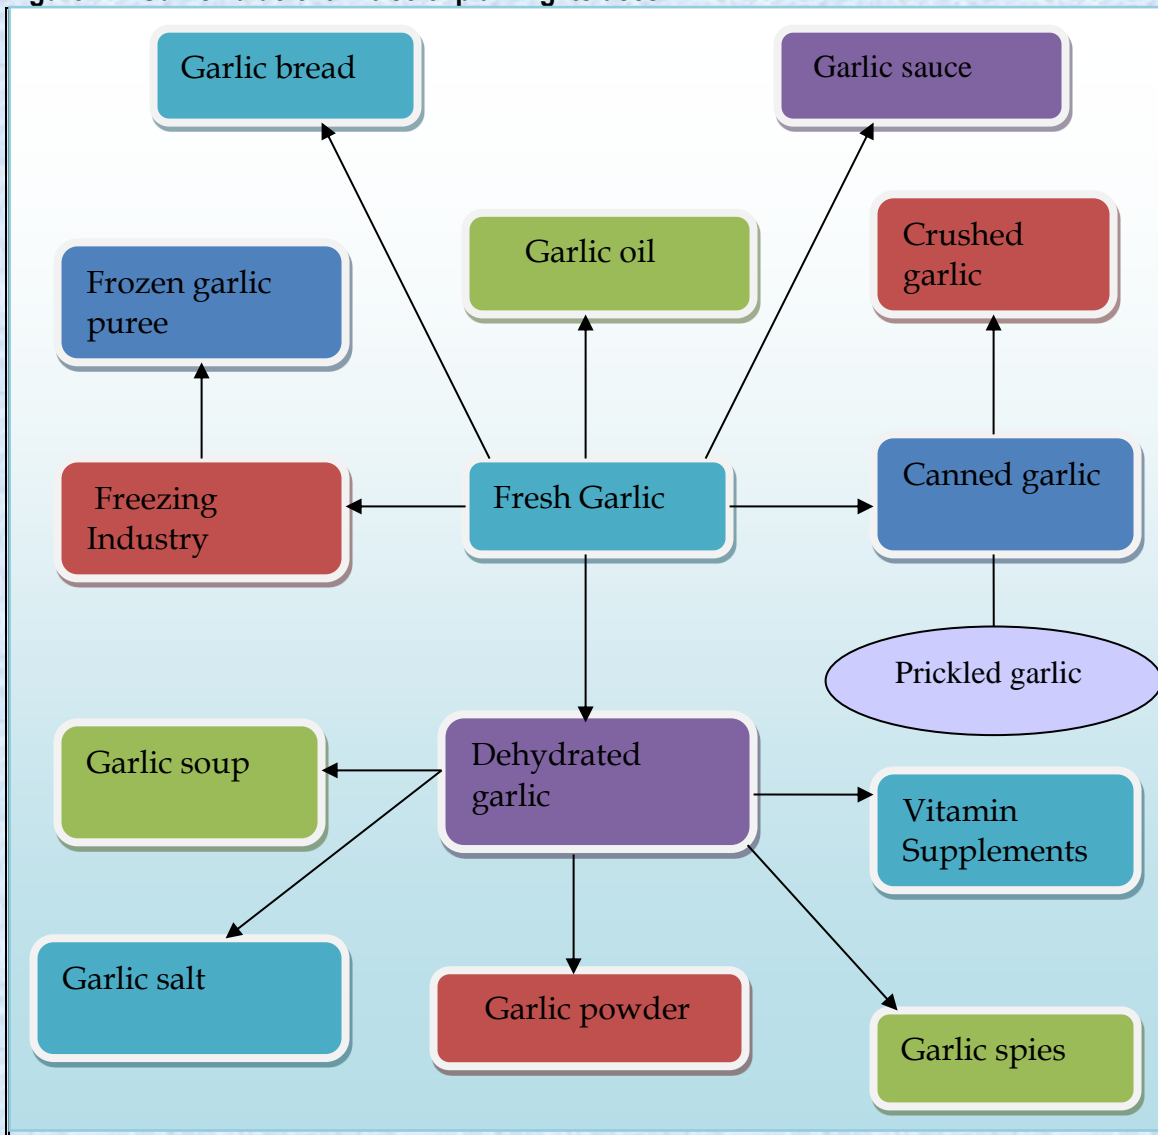 Garlic bread
Garlic sauce
Garlic oil
Crushed
garlic
Frozen garlic
puree
Freezing
Industry
Fresh Garlic
Canned garlic
Prickled garlic
Garlic soup
Dehydrated
garlic
Vitamin
Supplements
Garlic salt
Garlic powder
Garlic spies